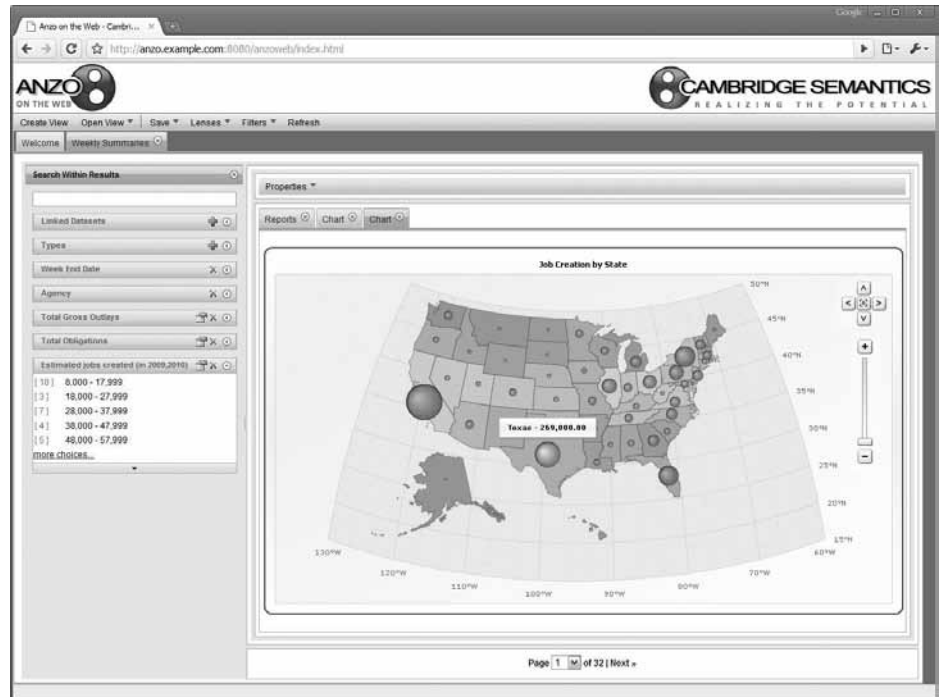 Google
Anzo on the Web - Cambri...
http://anzo.example.com:8080/anzoweb/index.html
ANZO
ON THE WEB
CAMBRIDGE SEMANTICS
REALIZING THE POTENTIAL
Create View Open View Save Lenses Filters Refresh
Welcome Weekly Summaries
Search Within Results
Properties
Linked Datasets
Reports Chart Chart
Types
Week End Date
Agency
Total Gross Outlays
Total Obligations
Estimated jobs created (in 2009,2010)
[10] 8,000 - 17,999
[3] 18,000 - 27,999
[7] 28,000 - 37,999
[4] 38,000 - 47,999
[5] 48,000 - 57,999
more choices...
Job Creation by State
50°N
45°N
40°N
35°N
30°N
25°N
20°N
15°N
Texas - 269,000.00
130°W
120°W
110°W
100°W
90°W
80°W
70°W
60°W
Page 1 of 32 | Next »